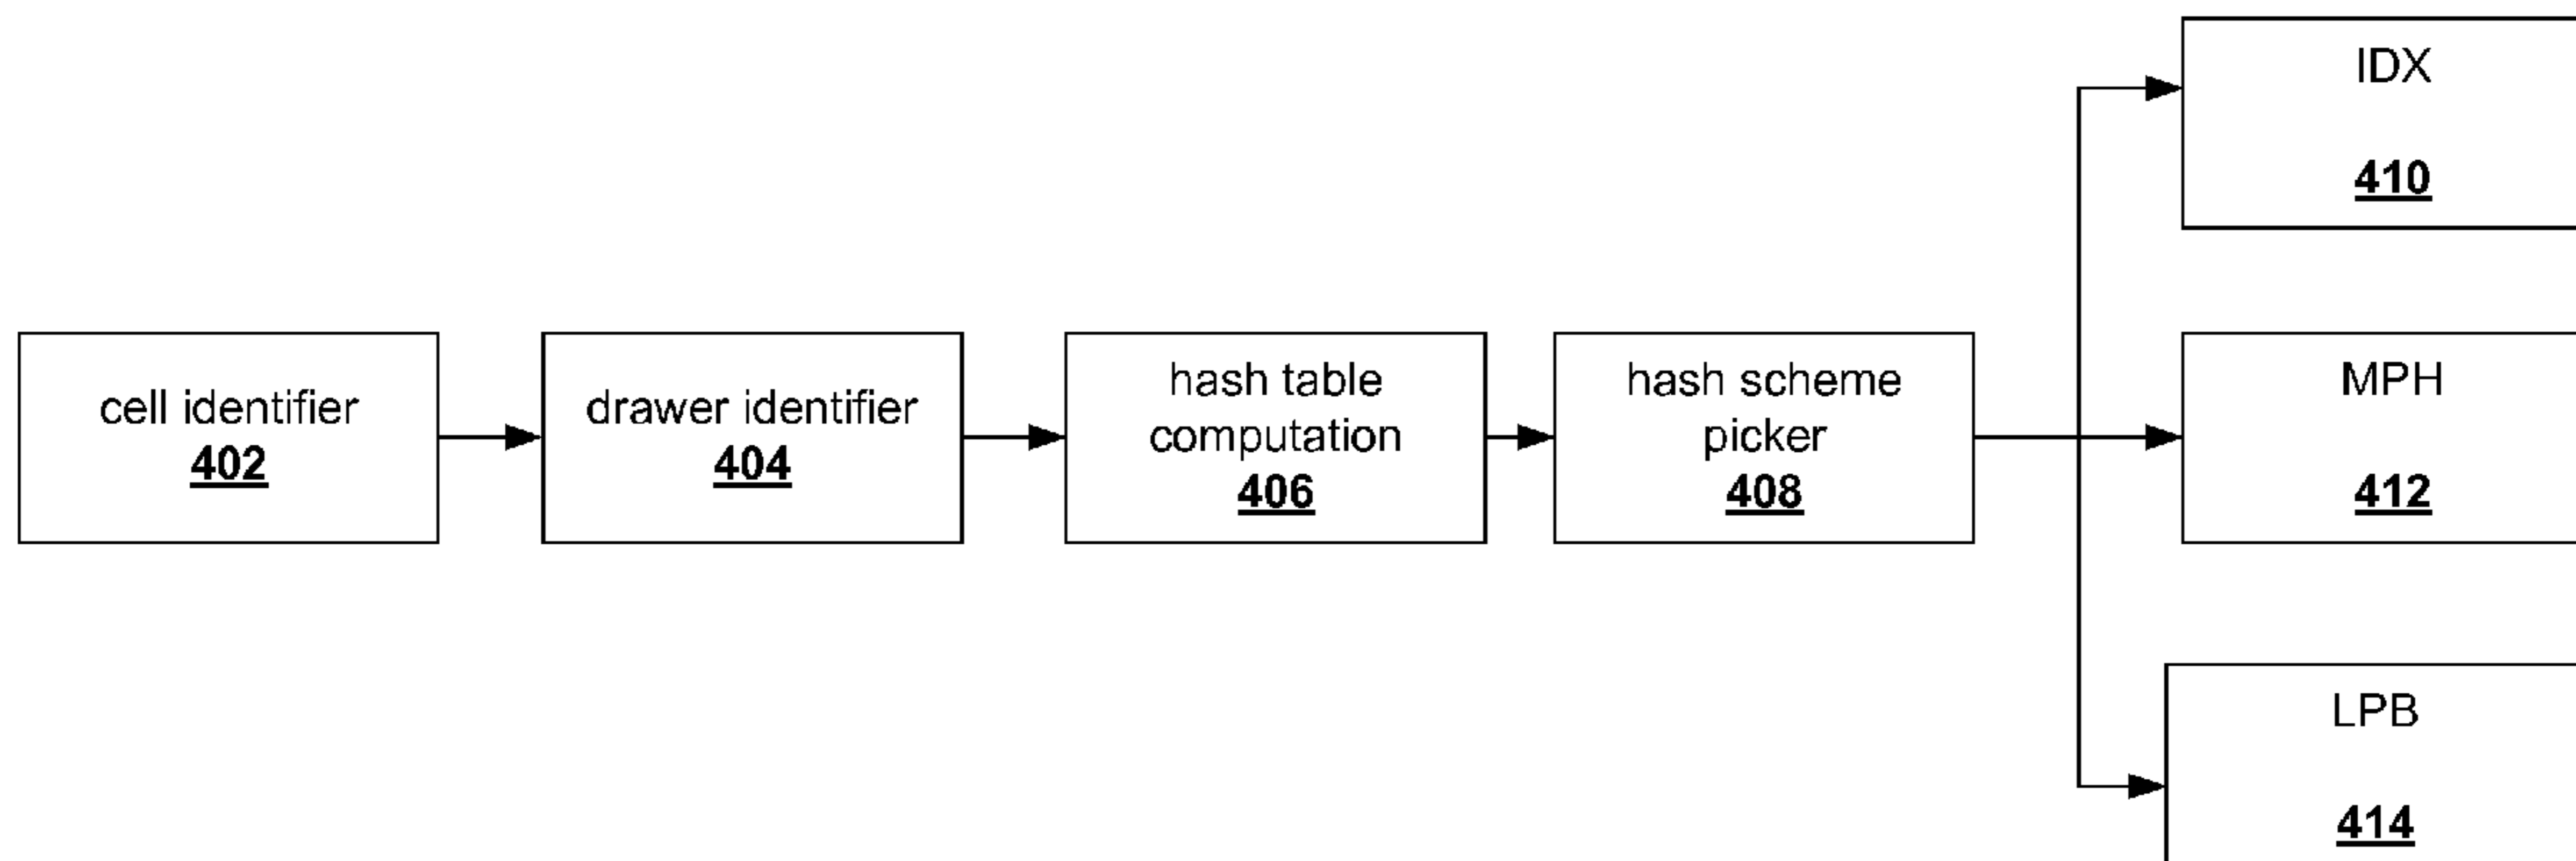 cell identifier
402
drawer identifier
404
hash table
computation
406
hash scheme
picker
408
IDX
410
MPH
412
LPB
414